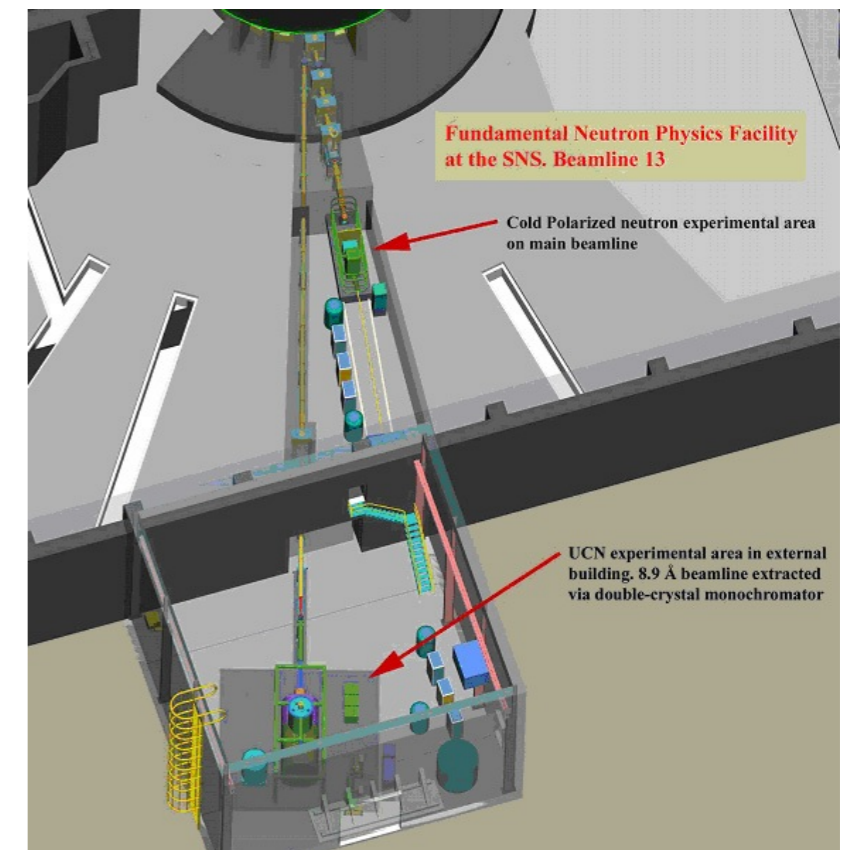 Fundamental Neutron Physics Facility
at the SNS. Beamline 13
Cold Polarized neutron experimental area
on main beamline
UCN experimental area in external
building. 8.9 Å beamline extracted
via double-crystal monochromator